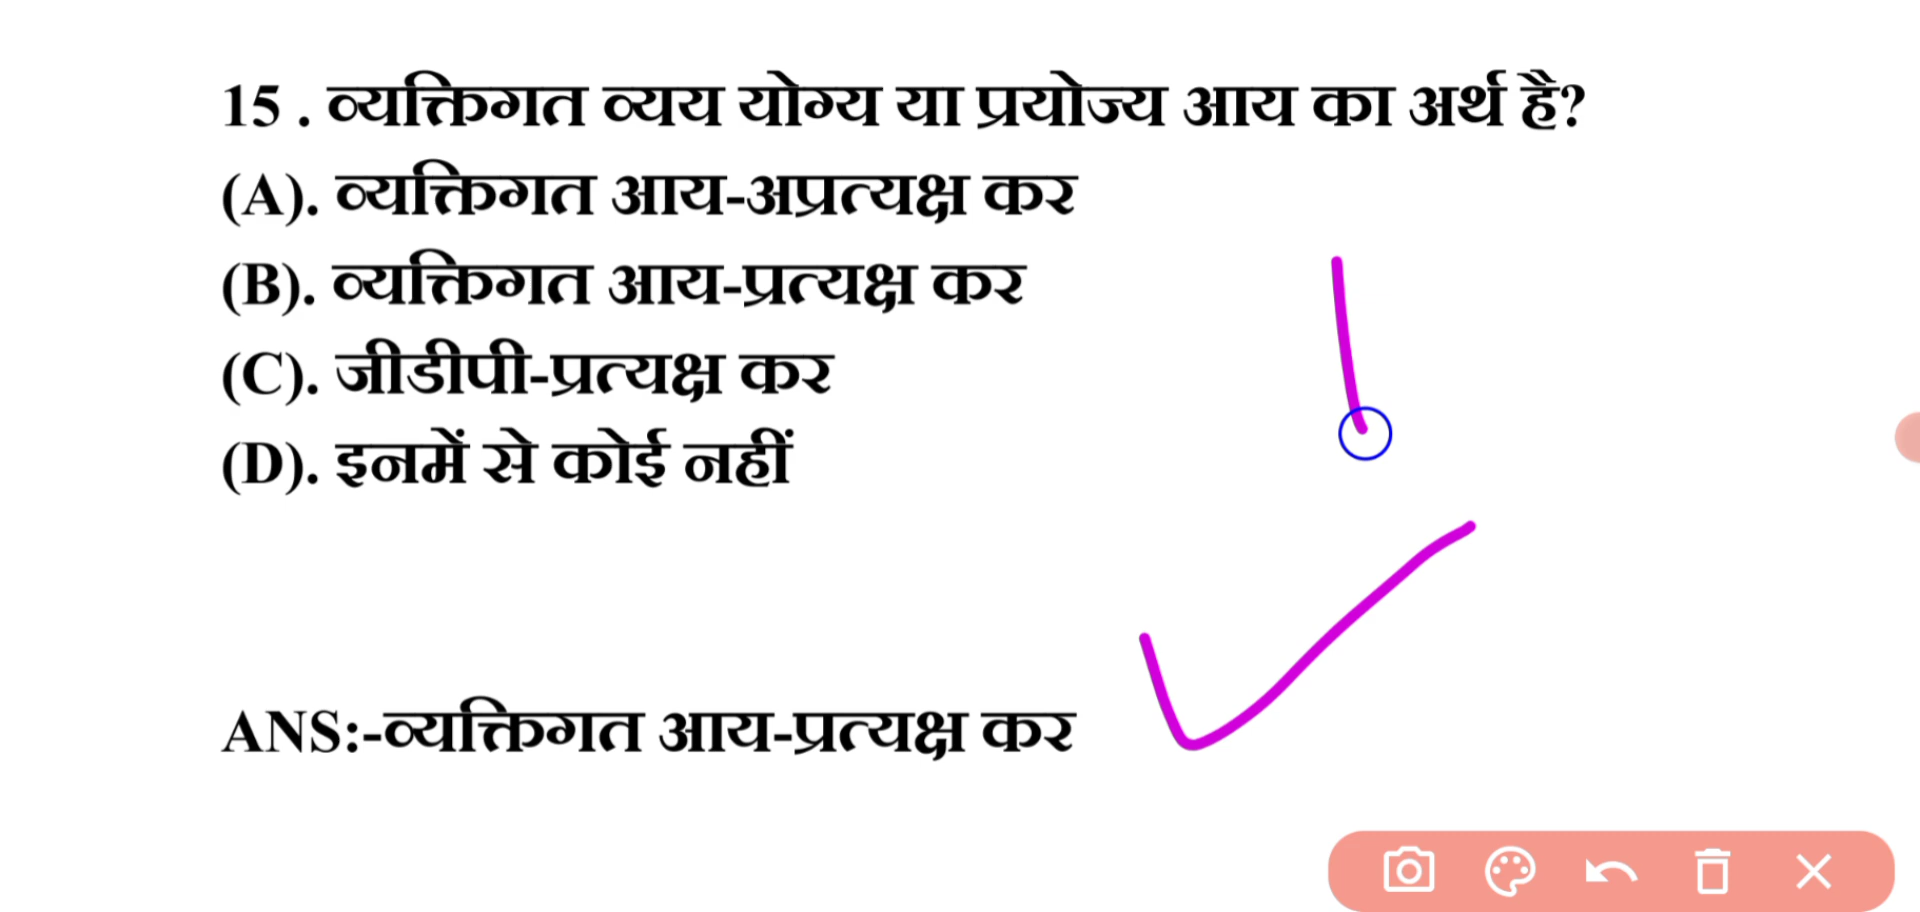 15 . व्यक्तिगत व्यय योग्य या प्रयोज्य आय का अर्थ है?
(A). व्यक्तिगत आय-अप्रत्यक्ष कर
(B). व्यक्तिगत आय-प्रत्यक्ष कर
(C). जीडीपी-प्रत्यक्ष कर
(D). इनमें से कोई नहीं
ANS:-व्यक्तिगत आय-प्रत्यक्ष कर